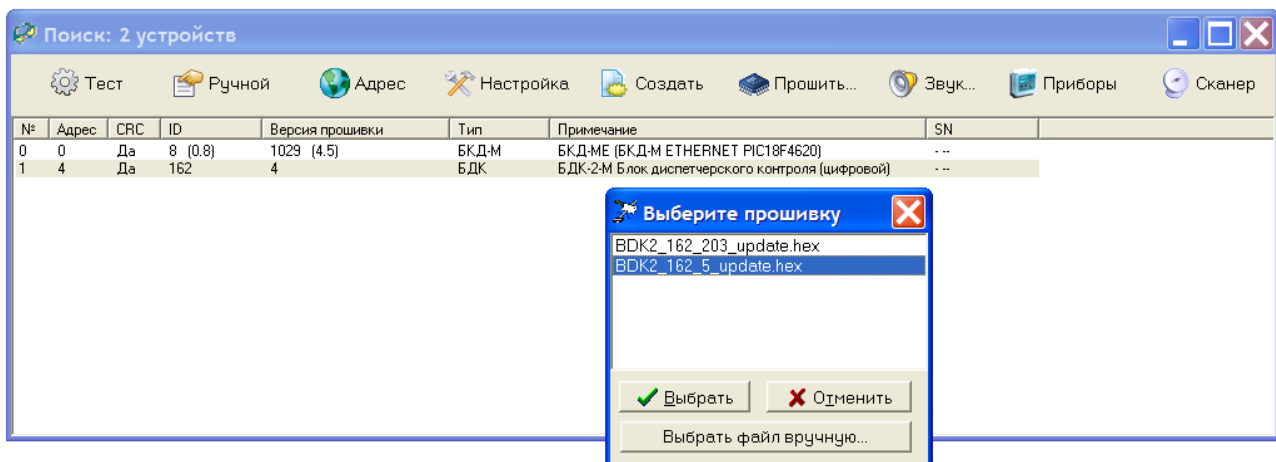 Поиск: 2 устройств
Тест Ручной Адрес Настройка Создать Прошить... Звук... Приборы Сканер
№ Адрес CRC ID Версия прошивки Тип Примечание SN
0 0 Да 8 (0.8) 1029 (4.5) БКД-М БКД-МЕ (БКД-М ETHERNET PIC18F4620) - --
1 4 Да 162 4 БДК БДК-2-М Блок диспетчерского контроля (цифровой) - --
Выберите прошивку
BDK2_162_203_update.hex
BDK2_162_5_update.hex
Выбрать Отменить
Выбрать файл вручную...